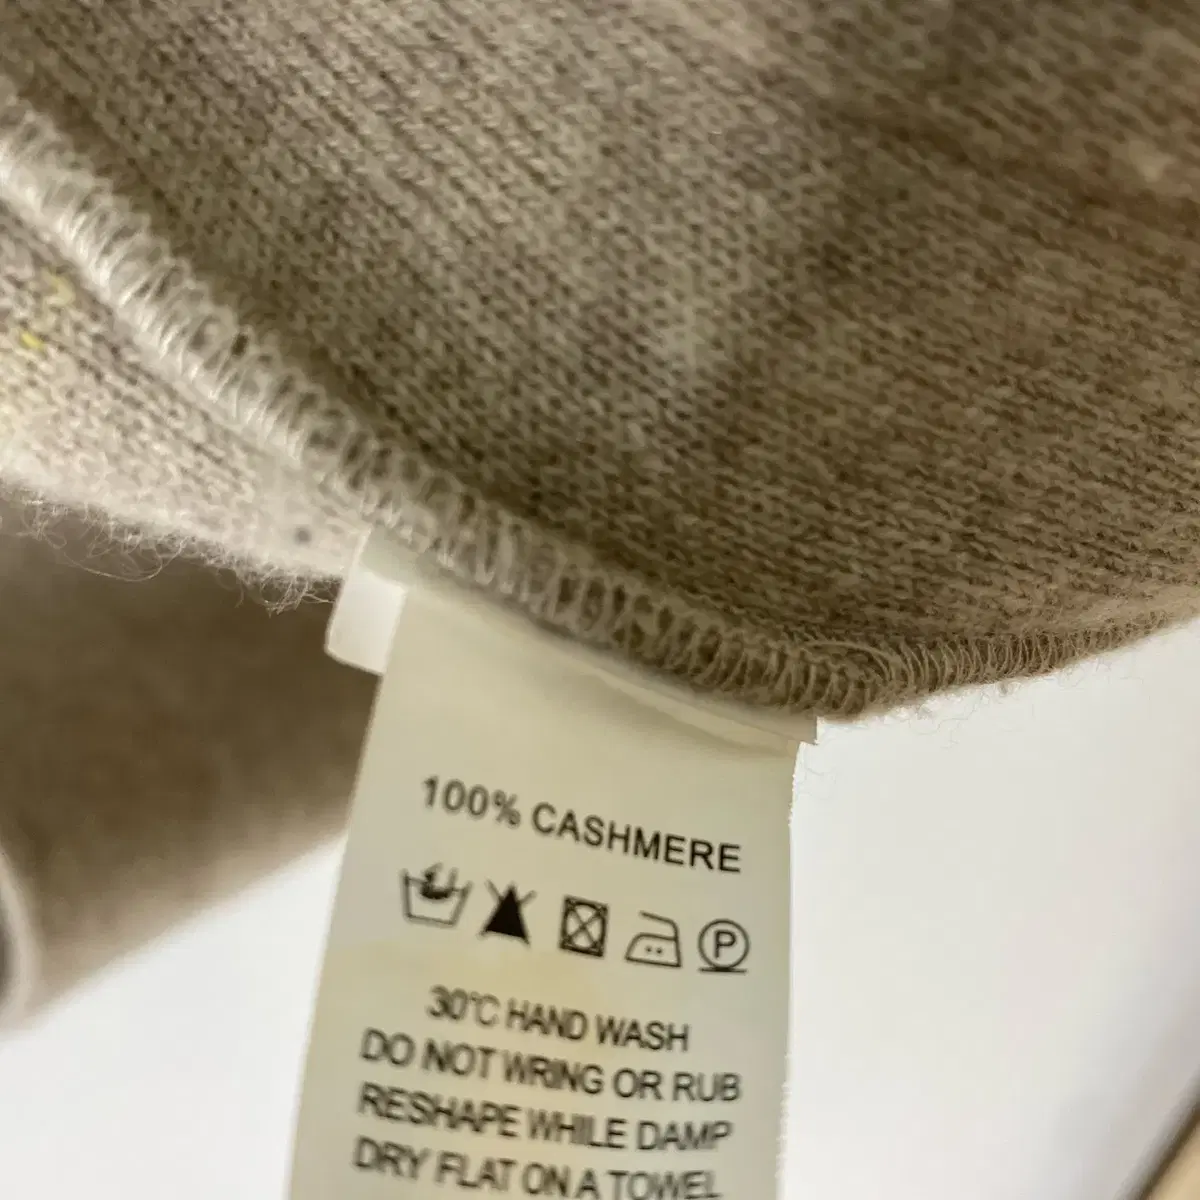 100% CASHMERE
P
30°C HAND WASH
DO NOT WRING OR RUB
RESHAPE WHILE DAMP
DRY FLAT ON A TOWEL